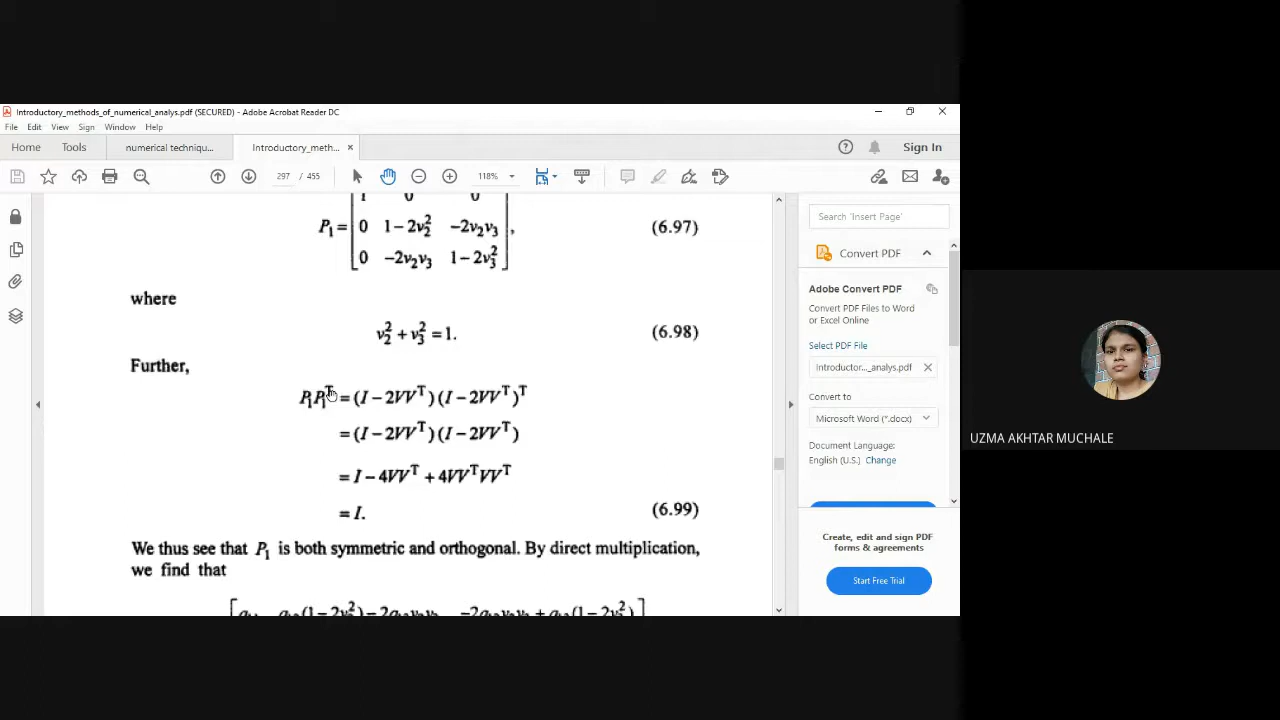 Introductory_methods_of_numerical_analys.pdf (SECURED) - Adobe Acrobat Reader DC
File Edit View Sign Window Help
Home Tools numerical techniqu... Introductory_meth... × Sign In
297 / 455 118%
1 0 0
P₁ = 0 1 − 2v₂² −2v₂v₃ , (6.97)
0 −2v₂v₃ 1 − 2v₃²
where
v₂² + v₃² = 1. (6.98)
Further,
P₁P₁ᵀ = (I − 2VVᵀ) (I − 2VVᵀ)ᵀ
= (I − 2VVᵀ) (I − 2VVᵀ)
= I − 4VVᵀ + 4VVᵀVVᵀ
= I. (6.99)
We thus see that P₁ is both symmetric and orthogonal. By direct multiplication,
we find that
Search 'Insert Page'
Convert PDF
Adobe Convert PDF
Convert PDF Files to Word
or Excel Online
Select PDF File
Introductor..._analys.pdf ×
Convert to
Microsoft Word (*.docx)
Document Language:
English (U.S.) Change
Create, edit and sign PDF
forms & agreements
Start Free Trial
UZMA AKHTAR MUCHALE